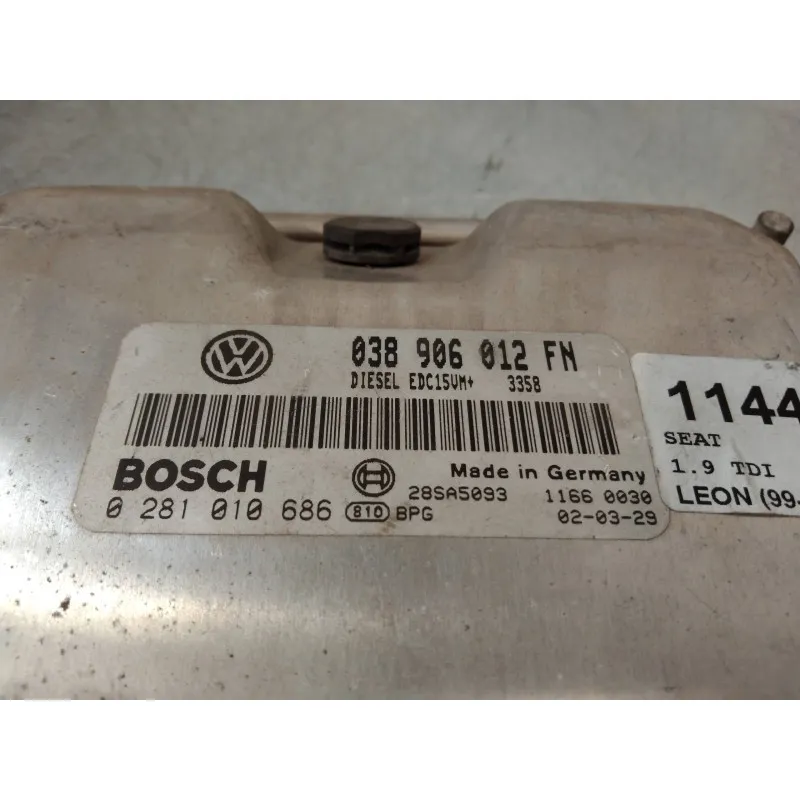 VW
038 906 012 FN
DIESEL EDC15VM+ 3358
BOSCH
Made in Germany
0 281 010 686
810 BPG
28SA5093
1166 0030
02-03-29
1144
SEAT
1.9 TDI
LEON (99-